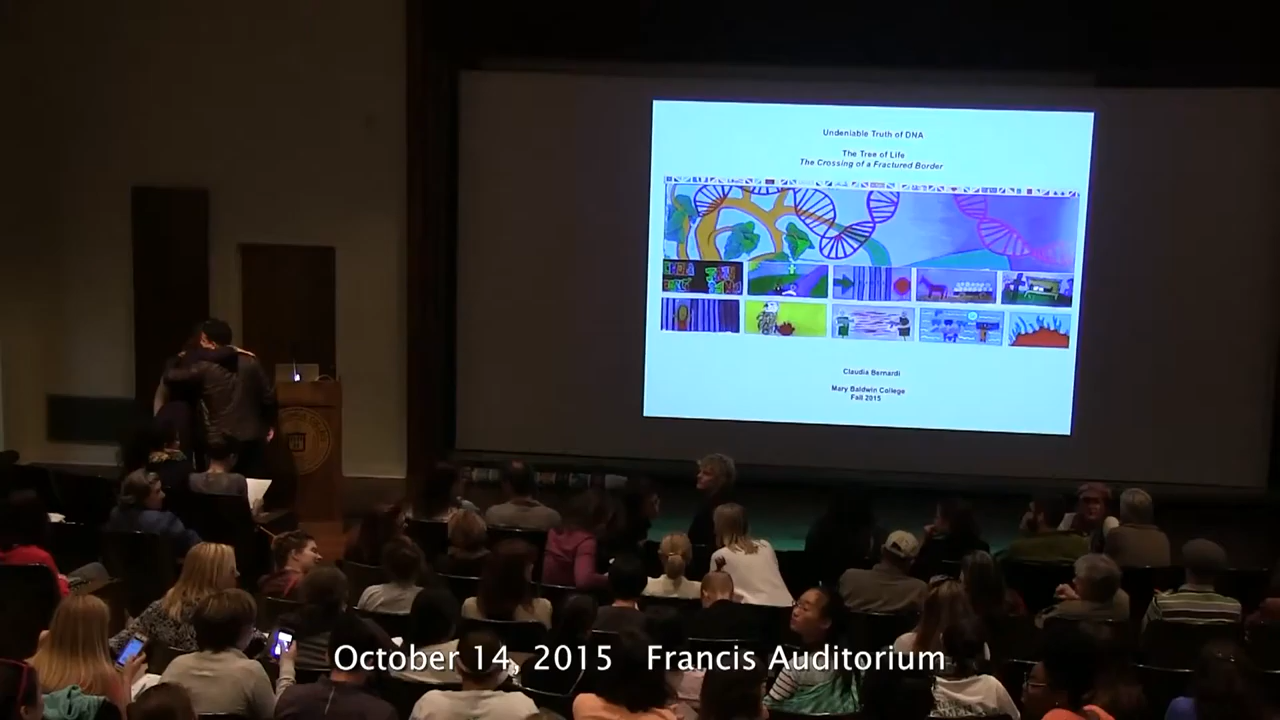 Undeniable Truth of DNA
The Tree of Life
The Crossing of a Fractured Border
Claudia Bernardi
Mary Baldwin College
Fall 2015
October 14, 2015 Francis Auditorium